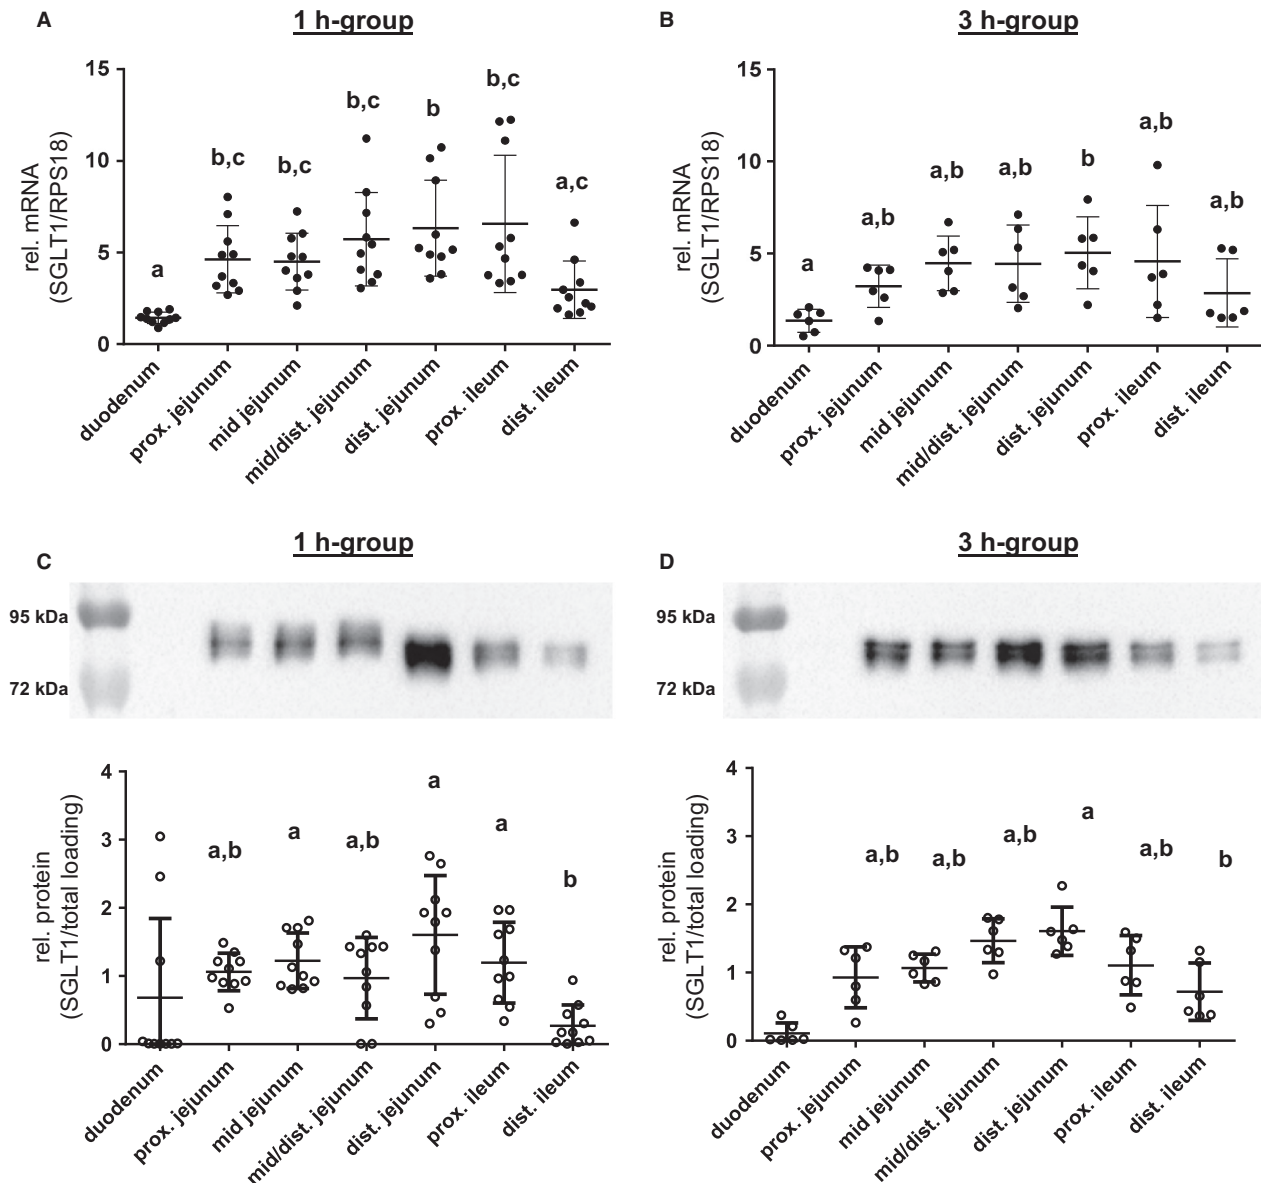 A
1 h-group
15
10
5
0
rel. mRNA
(SGLT1/RPS18)
a
b,c
b,c
b,c
b
b,c
a,c
duodenum
prox. jejunum
mid jejunum
mid/dist. jejunum
dist. jejunum
prox. ileum
dist. ileum
B
3 h-group
15
10
5
0
rel. mRNA
(SGLT1/RPS18)
a
a,b
a,b
a,b
b
a,b
a,b
duodenum
prox. jejunum
mid jejunum
mid/dist. jejunum
dist. jejunum
prox. ileum
dist. ileum
C
1 h-group
95 kDa
72 kDa
4
3
2
1
0
rel. protein
(SGLT1/total loading)
a,b
a
a,b
a
a
b
duodenum
prox. jejunum
mid jejunum
mid/dist. jejunum
dist. jejunum
prox. ileum
dist. ileum
D
3 h-group
95 kDa
72 kDa
4
3
2
1
0
rel. protein
(SGLT1/total loading)
a,b
a,b
a,b
a
a,b
b
duodenum
prox. jejunum
mid jejunum
mid/dist. jejunum
dist. jejunum
prox. ileum
dist. ileum